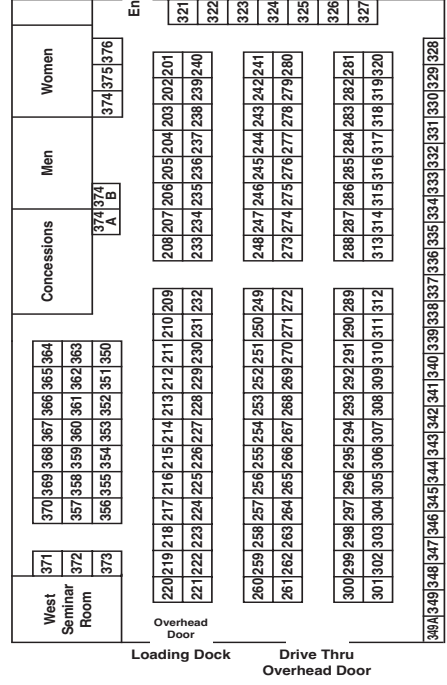 En
321 322 323 324 325 326 327
Women
Men
Concessions
West
Seminar
Room
374 375 376
374 A
374 B
370 369 368 367 366 365 364
357 358 359 360 361 362 363
356 355 354 353 352 351 350
371
372
373
220 219 218 217 216 215 214 213 212 211 210 209
208 207 206 205 204 203 202 201
221 222 223 224 225 226 227 228 229 230 231 232
233 234 235 236 237 238 239 240
260 259 258 257 256 255 254 253 252 251 250 249
248 247 246 245 244 243 242 241
261 262 263 264 265 266 267 268 269 270 271 272
273 274 275 276 277 278 279 280
300 299 298 297 296 295 294 293 292 291 290 289
288 287 286 285 284 283 282 281
301 302 303 304 305 306 307 308 309 310 311 312
313 314 315 316 317 318 319 320
349A 349 348 347 346 345 344 343 342 341 340 339 338 337 336 335 334 333 332 331 330 329 328
Overhead
Door
Loading Dock
Drive Thru
Overhead Door